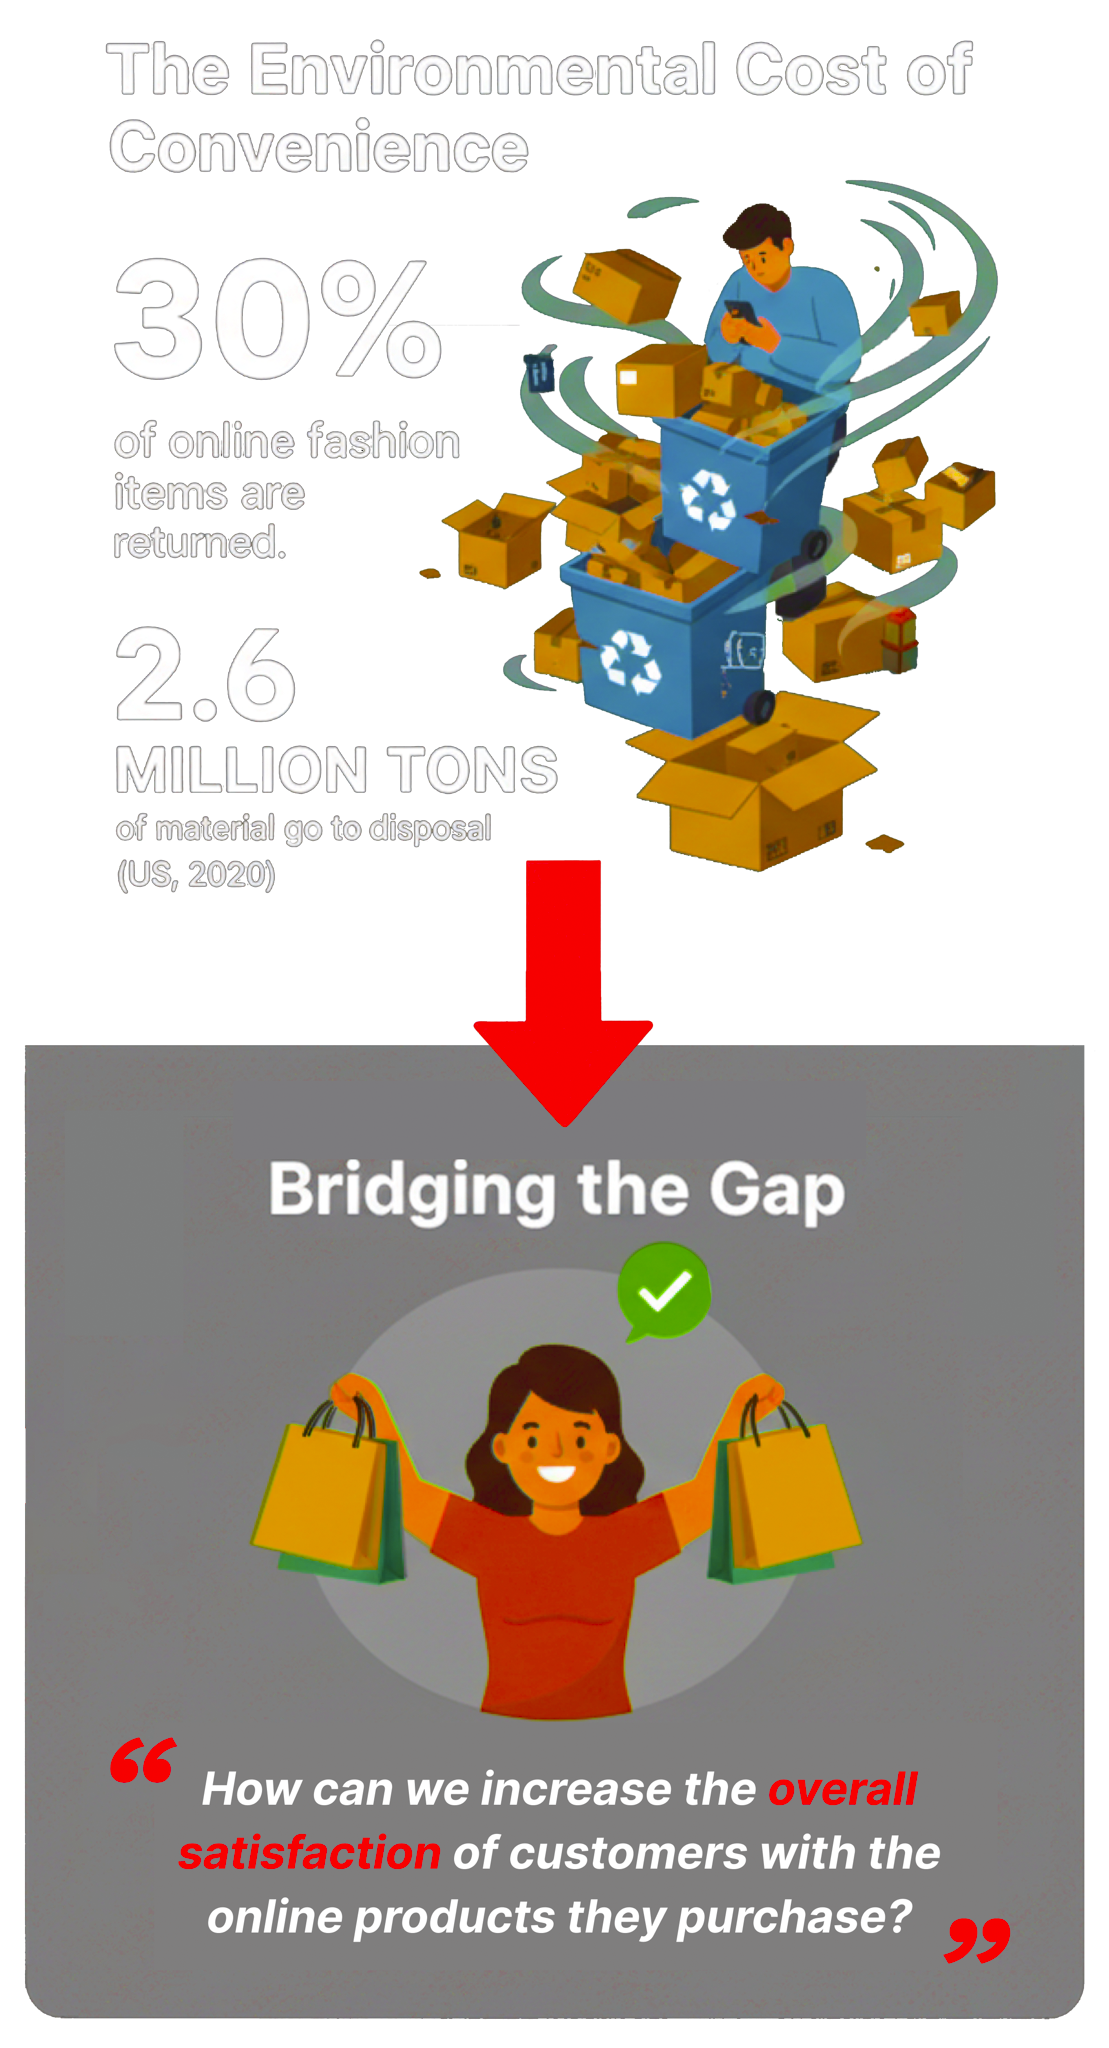 The Environmental Cost of
Convenience
30%
of online fashion
items are
returned.
2.6
MILLION TONS
of material go to disposal
(US, 2020)
Bridging the Gap
“How can we increase the overall
satisfaction of customers with the
online products they purchase?”